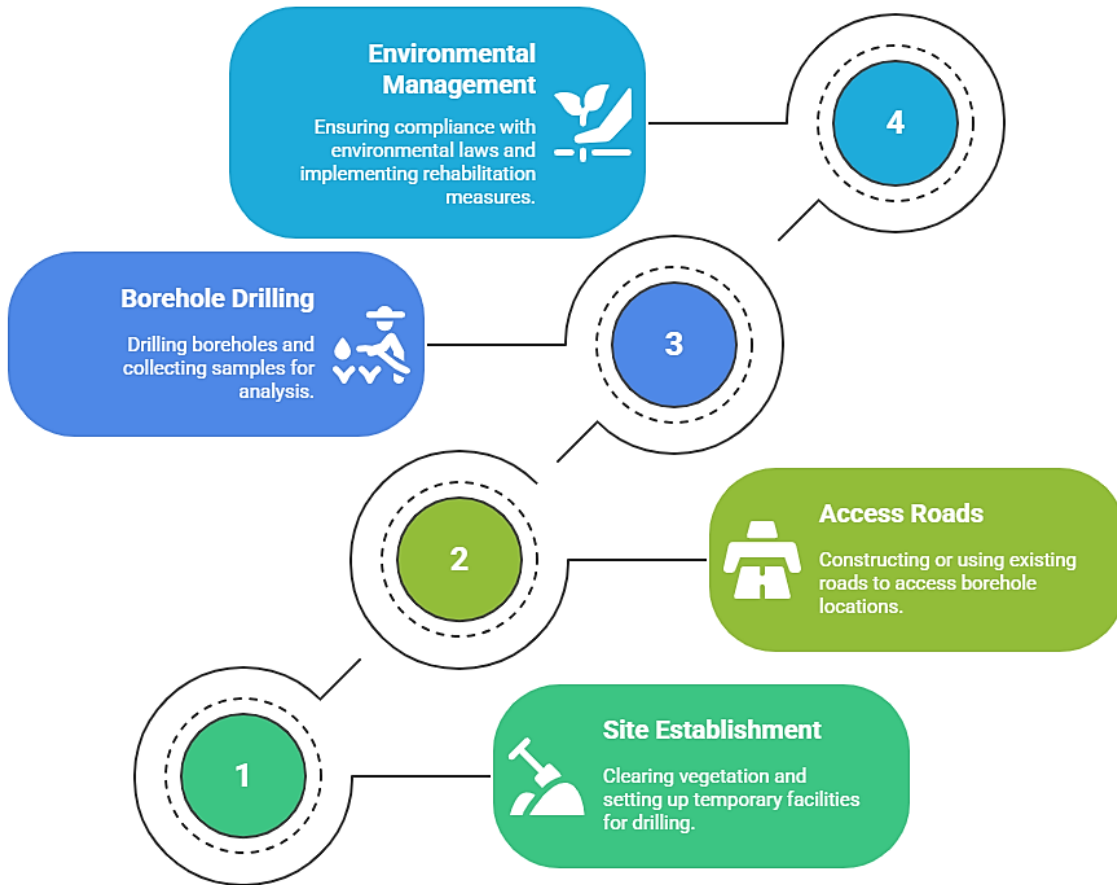 Environmental
Management
Ensuring compliance with
environmental laws and
implementing rehabilitation
measures.
4
Borehole Drilling
Drilling boreholes and
collecting samples for
analysis.
3
2
Access Roads
Constructing or using existing
roads to access borehole
locations.
1
Site Establishment
Clearing vegetation and
setting up temporary facilities
for drilling.